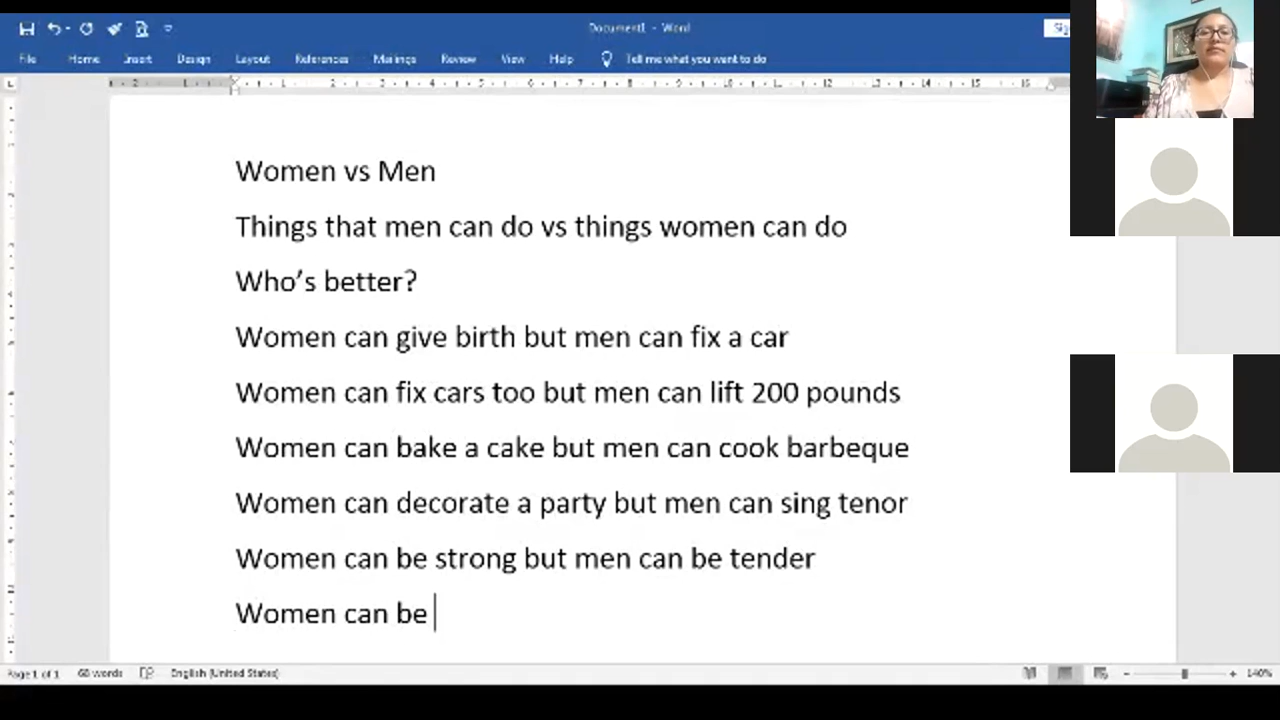 Document1 - Word
File Home Insert Design Layout References Mailings Review View Help Tell me what you want to do
Women vs Men
Things that men can do vs things women can do
Who's better?
Women can give birth but men can fix a car
Women can fix cars too but men can lift 200 pounds
Women can bake a cake but men can cook barbeque
Women can decorate a party but men can sing tenor
Women can be strong but men can be tender
Women can be
Page 1 of 1 68 words English (United States) 140%